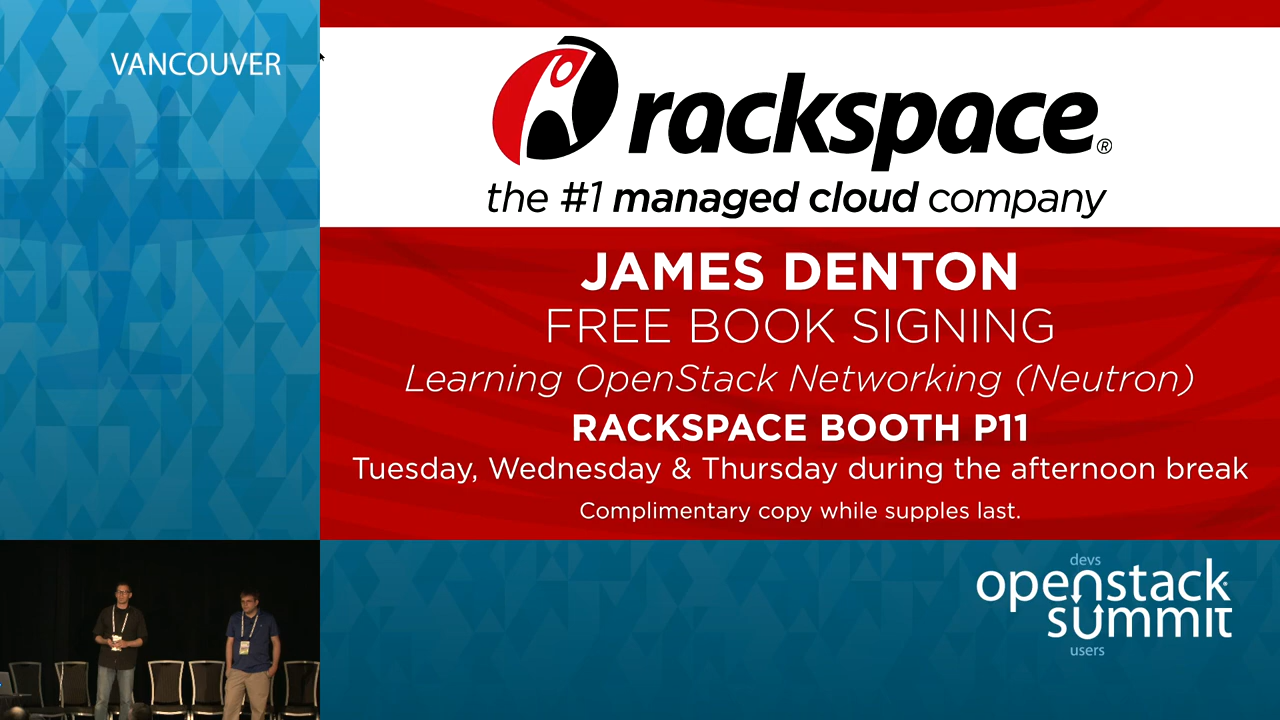 VANCOUVER
rackspace®
the #1 managed cloud company
JAMES DENTON
FREE BOOK SIGNING
Learning OpenStack Networking (Neutron)
RACKSPACE BOOTH P11
Tuesday, Wednesday & Thursday during the afternoon break
Complimentary copy while supples last.
devs
openstack
summit
users